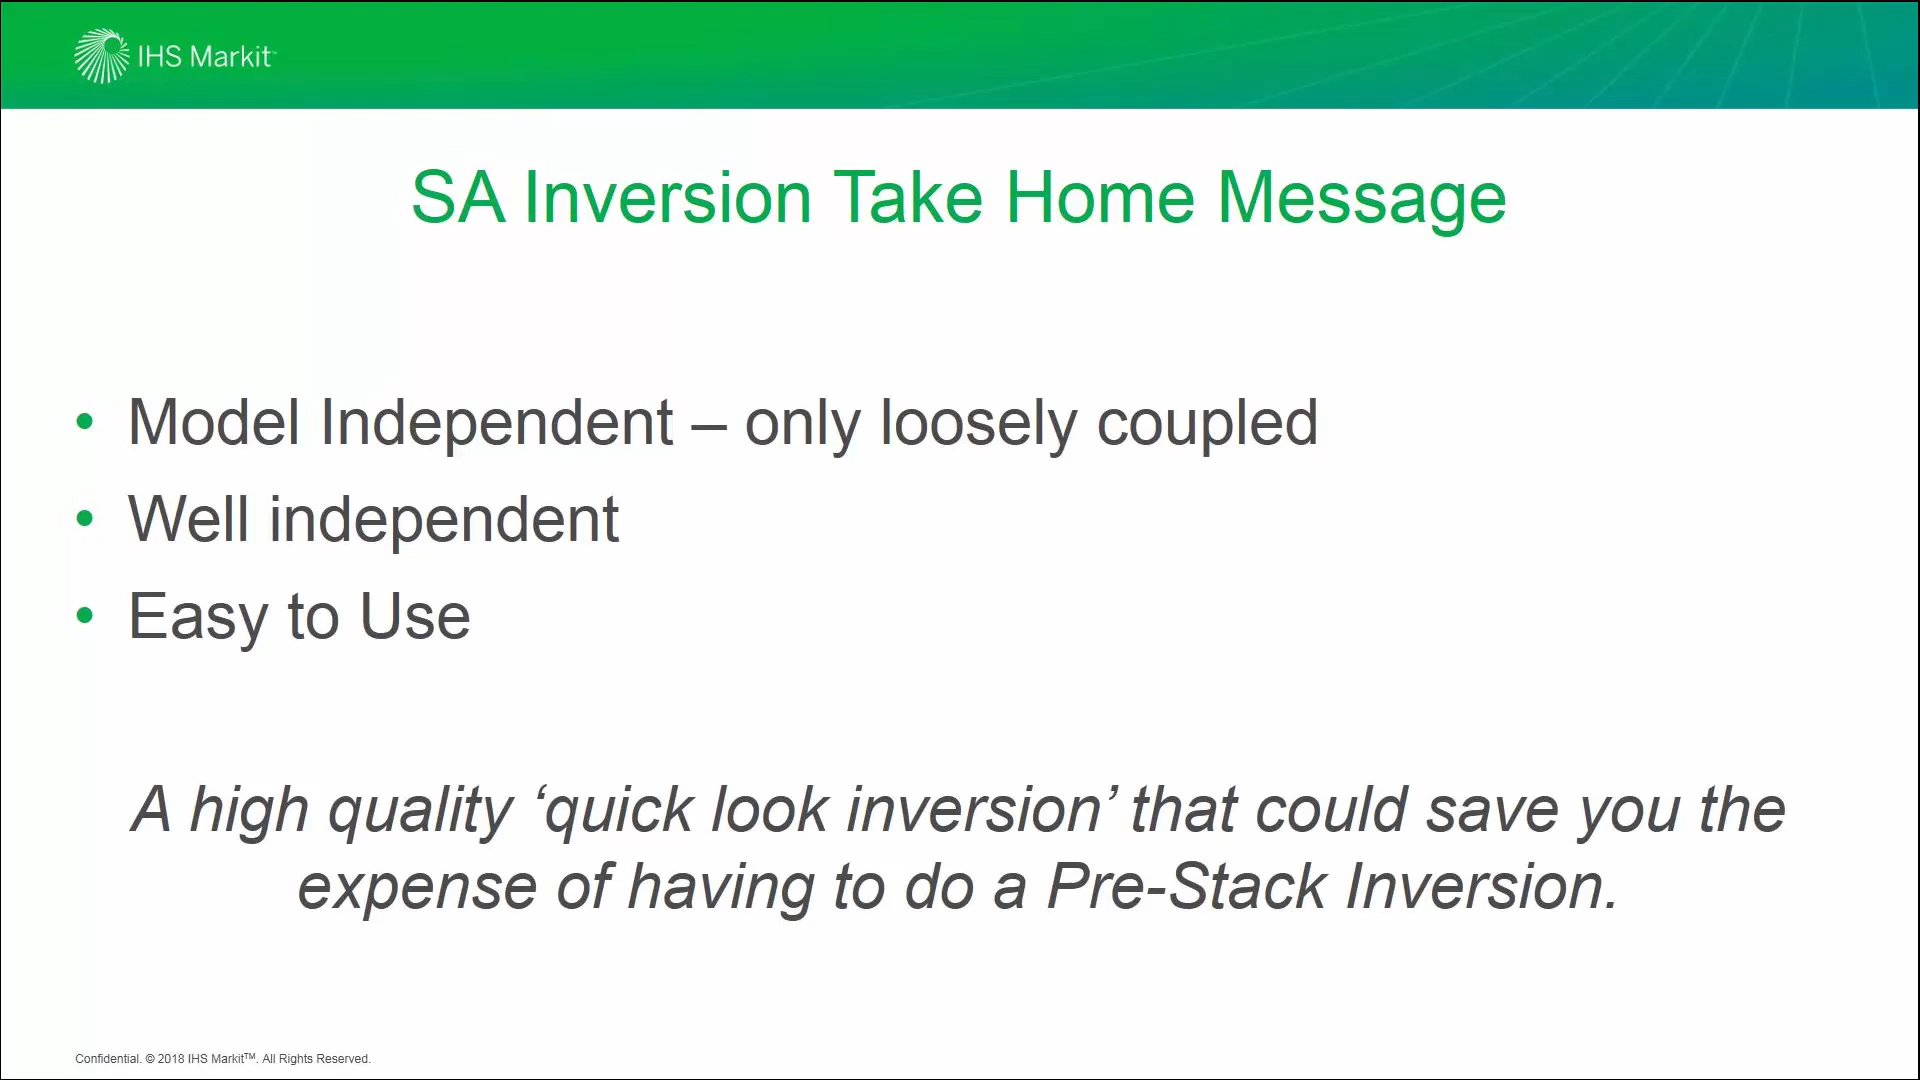 IHS Markit™
SA Inversion Take Home Message
• Model Independent – only loosely coupled
• Well independent
• Easy to Use
A high quality ‘quick look inversion’ that could save you the
expense of having to do a Pre-Stack Inversion.
Confidential. © 2018 IHS Markit™. All Rights Reserved.